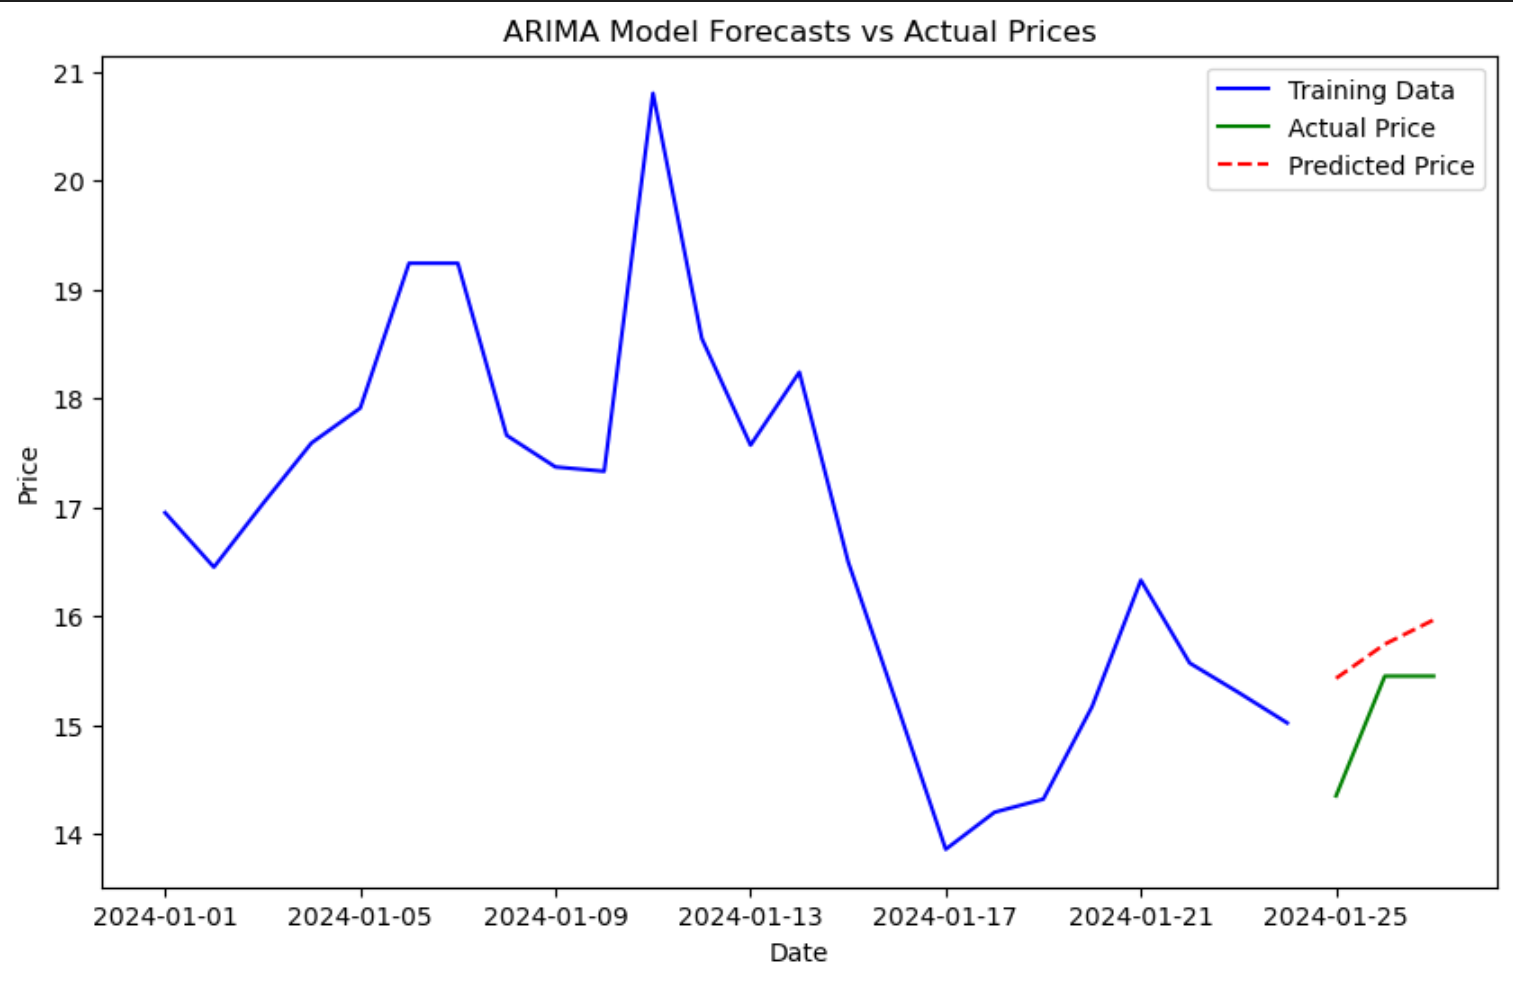 ARIMA Model Forecasts vs Actual Prices
Training Data
Actual Price
Predicted Price
21
20
19
18
17
16
15
14
Price
2024-01-01 2024-01-05 2024-01-09 2024-01-13 2024-01-17 2024-01-21 2024-01-25
Date